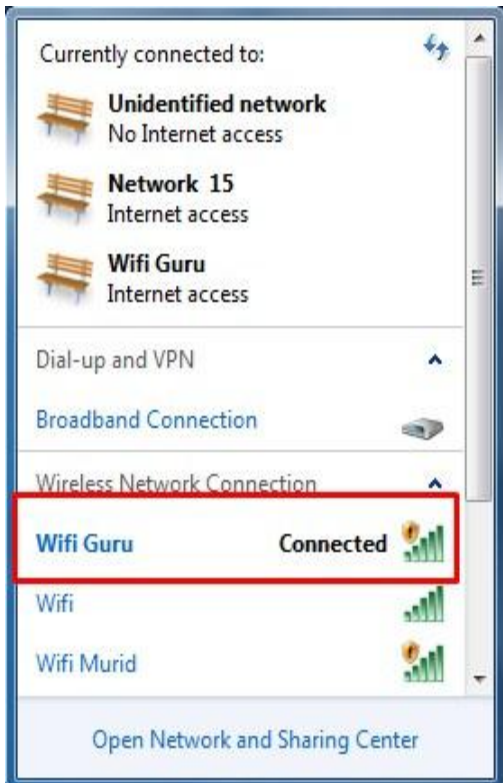 Currently connected to:
Unidentified network
No Internet access
Network 15
Internet access
Wifi Guru
Internet access
Dial-up and VPN
Broadband Connection
Wireless Network Connection
Wifi Guru Connected
Wifi
Wifi Murid
Open Network and Sharing Center